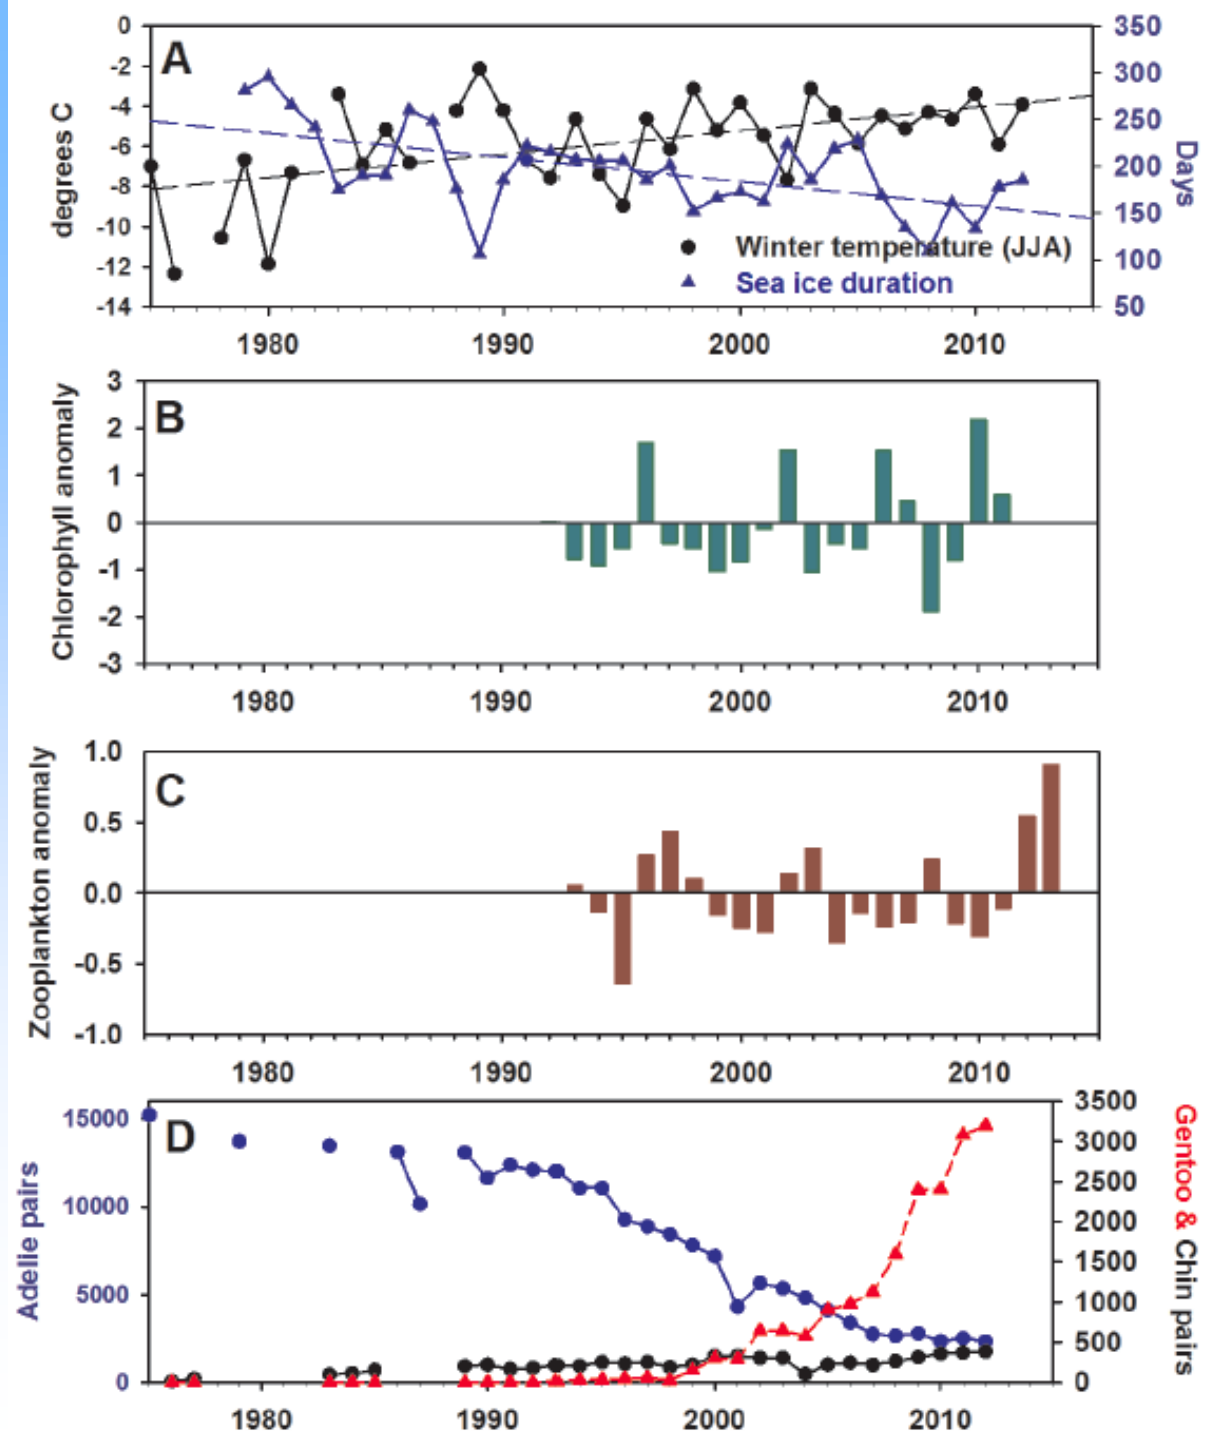 0
-2
-4
-6
-8
-10
-12
-14
degrees C
A
350
300
250
200
150
100
50
Days
Winter temperature (JJA)
Sea ice duration
1980 1990 2000 2010
3
2
1
0
-1
-2
-3
Chlorophyll anomaly
B
1980 1990 2000 2010
1.0
0.5
0.0
-0.5
-1.0
Zooplankton anomaly
C
1980 1990 2000 2010
15000
10000
5000
0
Adelie pairs
D
3500
3000
2500
2000
1500
1000
500
0
Gentoo & Chin pairs
1980 1990 2000 2010